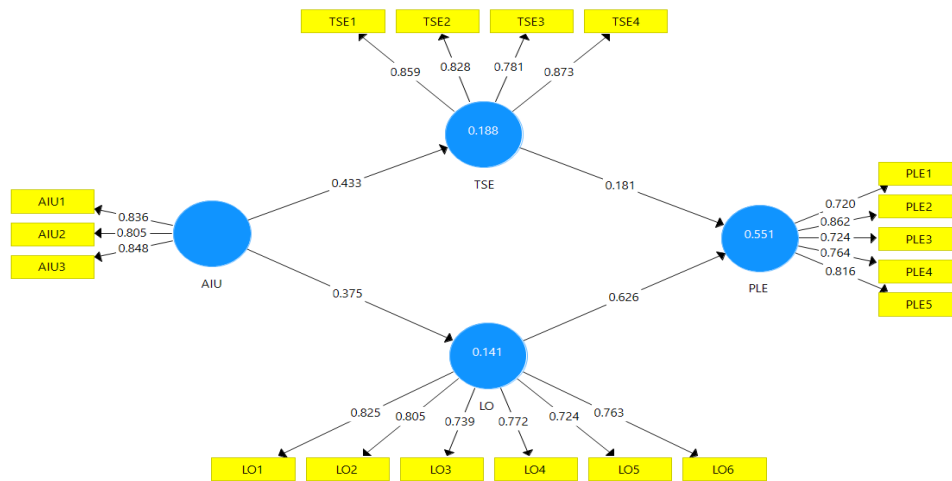 TSE1 TSE2 TSE3 TSE4
0.859 0.828 0.781 0.873
0.188
TSE
0.433 0.181
AIU1
AIU2
AIU3
0.836
0.805
0.848
AIU
PLE1
PLE2
PLE3
PLE4
PLE5
0.720
0.862
0.724
0.764
0.816
0.551
PLE
0.375 0.626
0.141
LO
0.825 0.805 0.739 0.772 0.724 0.763
LO1 LO2 LO3 LO4 LO5 LO6